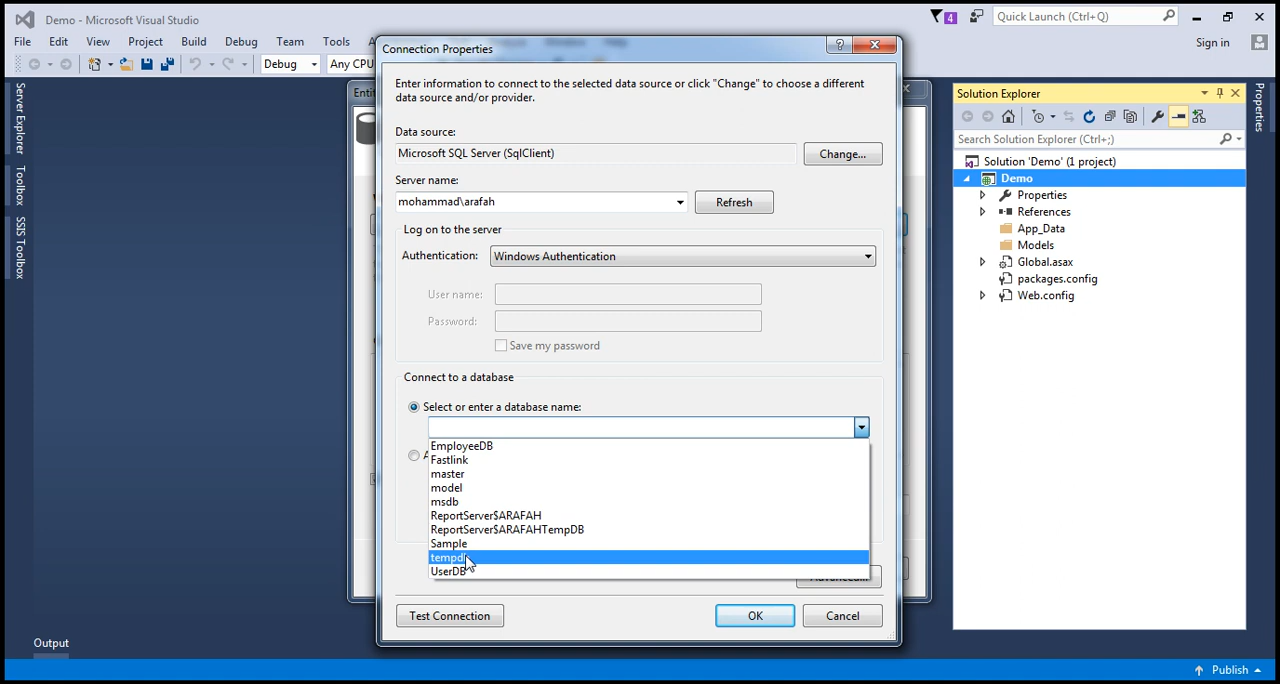 Demo - Microsoft Visual Studio
4
Quick Launch (Ctrl+Q)
File Edit View Project Build Debug Team Tools
Sign in
Debug
Any CPU
Connection Properties
Enter information to connect to the selected data source or click "Change" to choose a different
data source and/or provider.
Data source:
Microsoft SQL Server (SqlClient)
Change...
Server name:
mohammad\arafah
Refresh
Log on to the server
Authentication:
Windows Authentication
User name:
Password:
Save my password
Connect to a database
Select or enter a database name:
EmployeeDB
Fastlink
master
model
msdb
ReportServer$ARAFAH
ReportServer$ARAFAHTempDB
Sample
UserDB
Test Connection
OK
Cancel
Server Explorer
Toolbox
SSIS Toolbox
Solution Explorer
Search Solution Explorer (Ctrl+;)
Solution 'Demo' (1 project)
Demo
Properties
References
App_Data
Models
Global.asax
packages.config
Web.config
Properties
Output
Publish